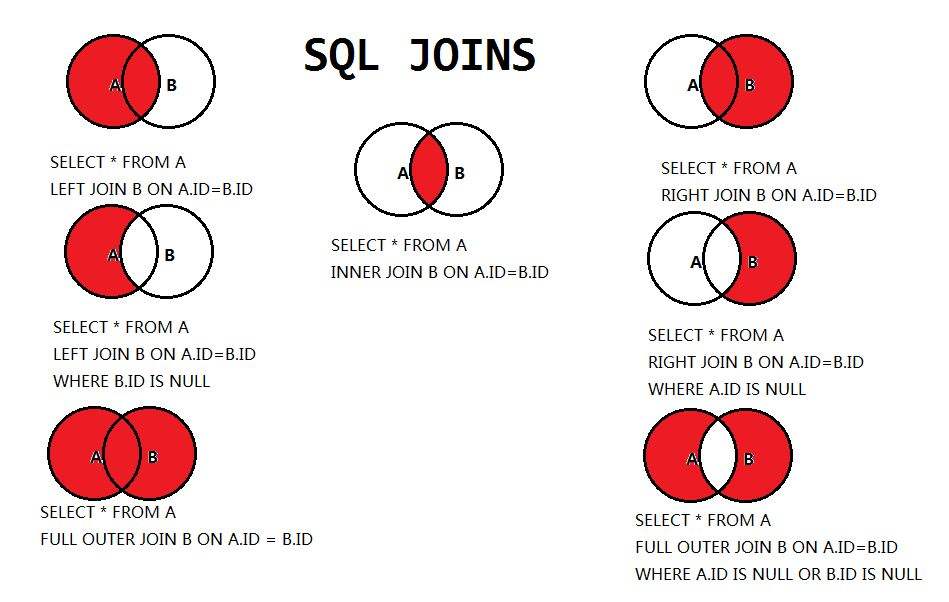 SQL JOINS
A B
SELECT * FROM A
LEFT JOIN B ON A.ID=B.ID
A B
SELECT * FROM A
INNER JOIN B ON A.ID=B.ID
A B
SELECT * FROM A
RIGHT JOIN B ON A.ID=B.ID
A B
SELECT * FROM A
LEFT JOIN B ON A.ID=B.ID
WHERE B.ID IS NULL
A B
SELECT * FROM A
RIGHT JOIN B ON A.ID=B.ID
WHERE A.ID IS NULL
A B
SELECT * FROM A
FULL OUTER JOIN B ON A.ID = B.ID
A B
SELECT * FROM A
FULL OUTER JOIN B ON A.ID=B.ID
WHERE A.ID IS NULL OR B.ID IS NULL